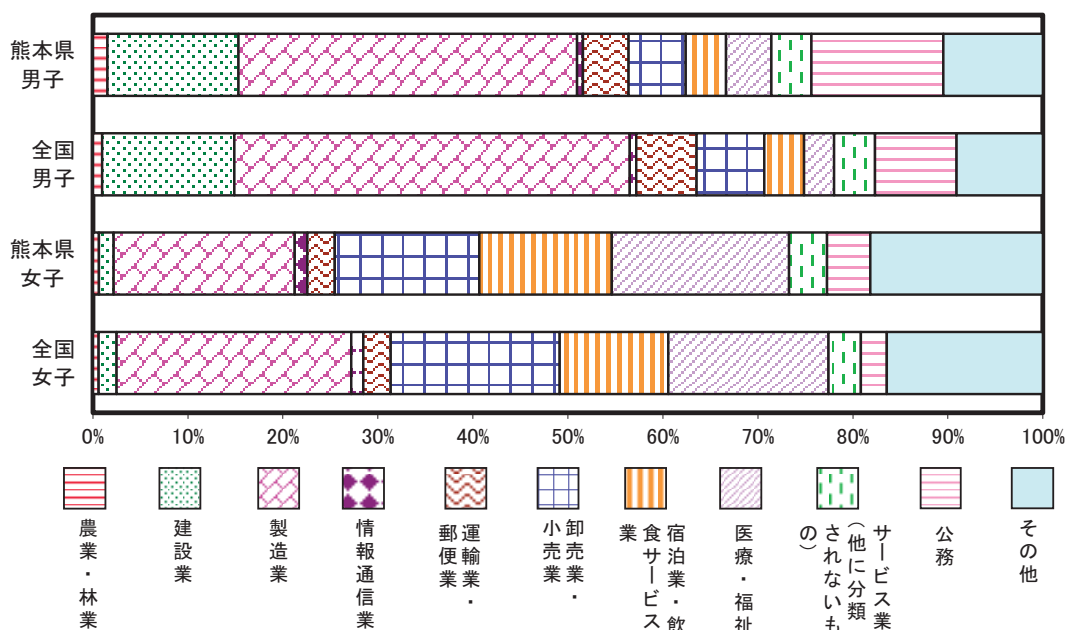 熊本県
男子
全国
男子
熊本県
女子
全国
女子
0% 10% 20% 30% 40% 50% 60% 70% 80% 90% 100%
農業・林業
建設業
製造業
情報通信業
運輸業・
郵便業
卸売業・
小売業
宿泊業・飲
食サービス
業
医療・福祉
サービス業
(他に分類
されないも
の)
公務
その他